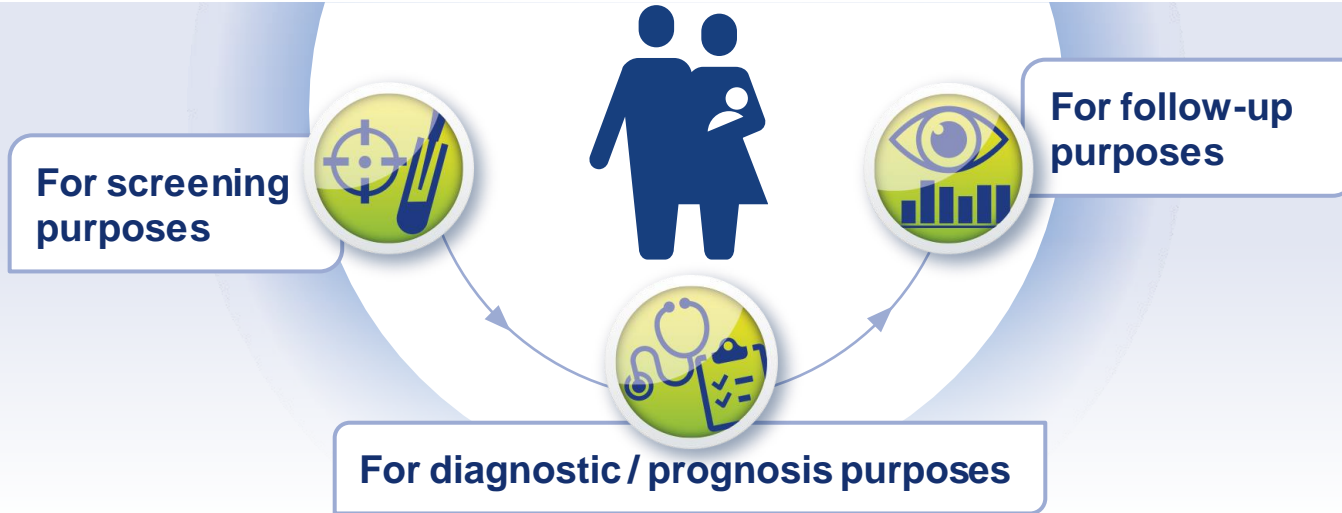 For screening
purposes
For diagnostic / prognosis purposes
For follow-up
purposes